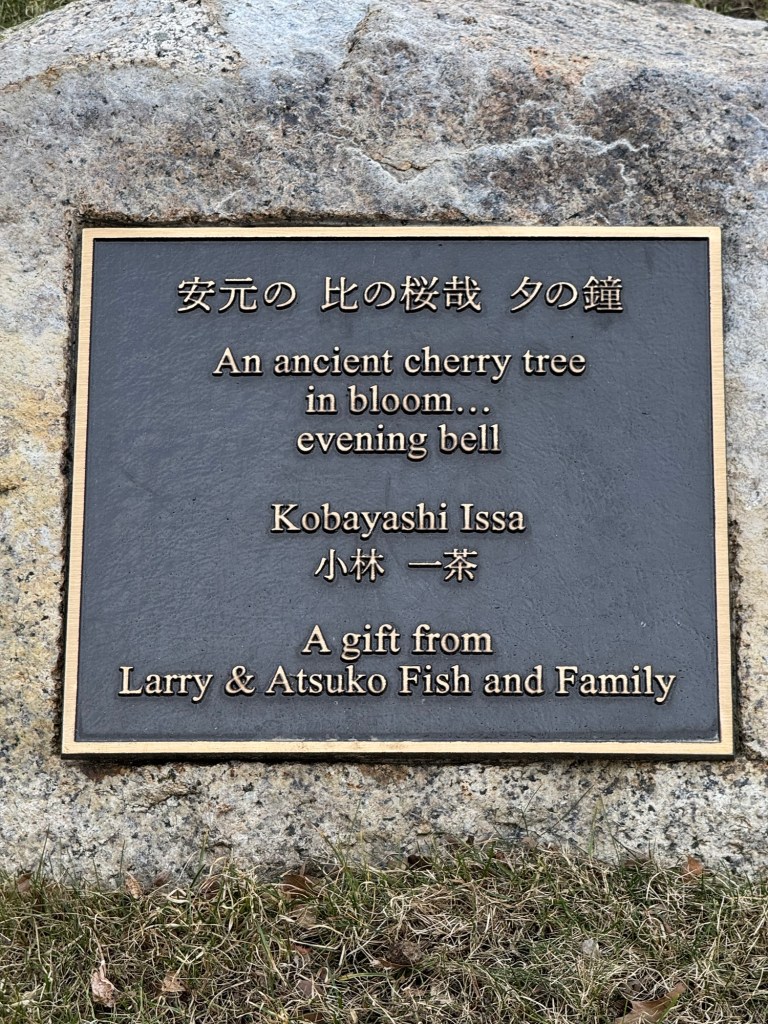 安元の 比の桜哉 夕の鐘
An ancient cherry tree
in bloom…
evening bell
Kobayashi Issa
小林 一茶
A gift from
Larry & Atsuko Fish and Family